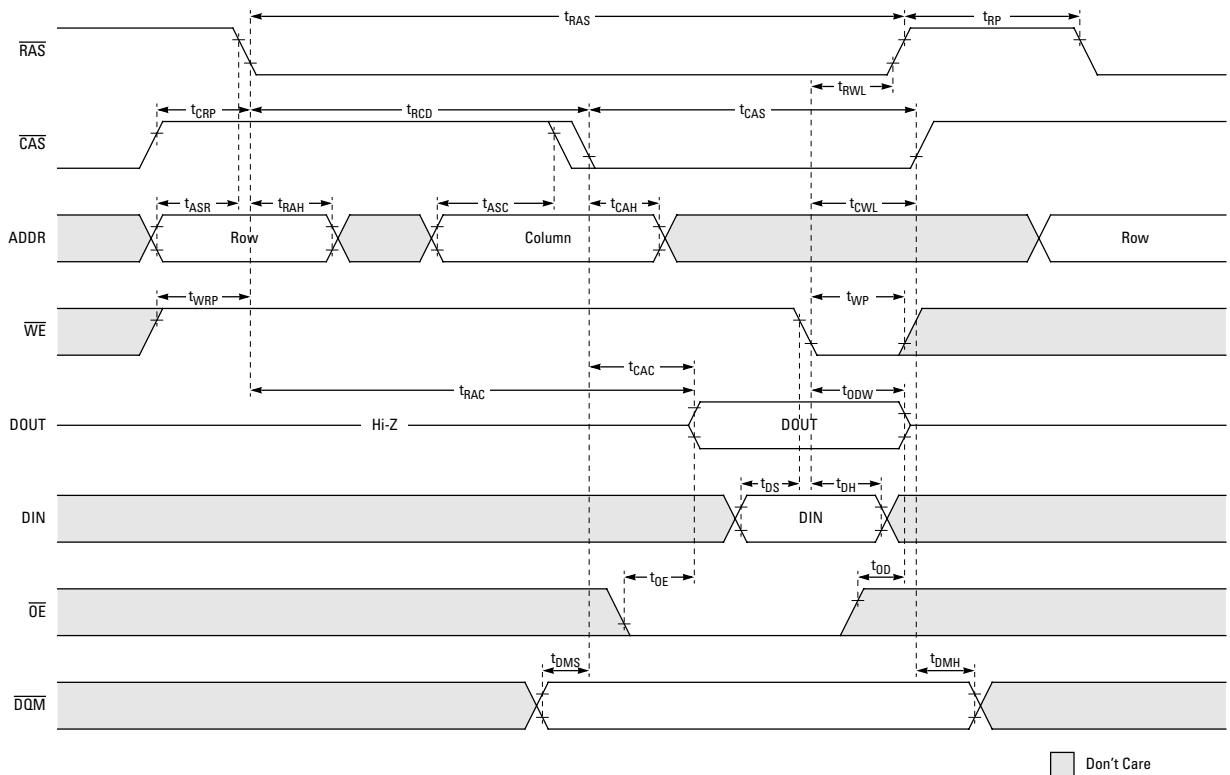 tRAS
tRP
RAS
tRWL
tCRP
tRCD
tCAS
CAS
tASR
tRAH
tASC
tCAH
tCWL
ADDR
Row
Column
Row
tWRP
tWP
WE
tCAC
tRAC
tODW
DOUT
Hi-Z
DOUT
tDS
tDH
DIN
DIN
tOE
tOD
OE
tDMS
tDMH
DQM
Don't Care